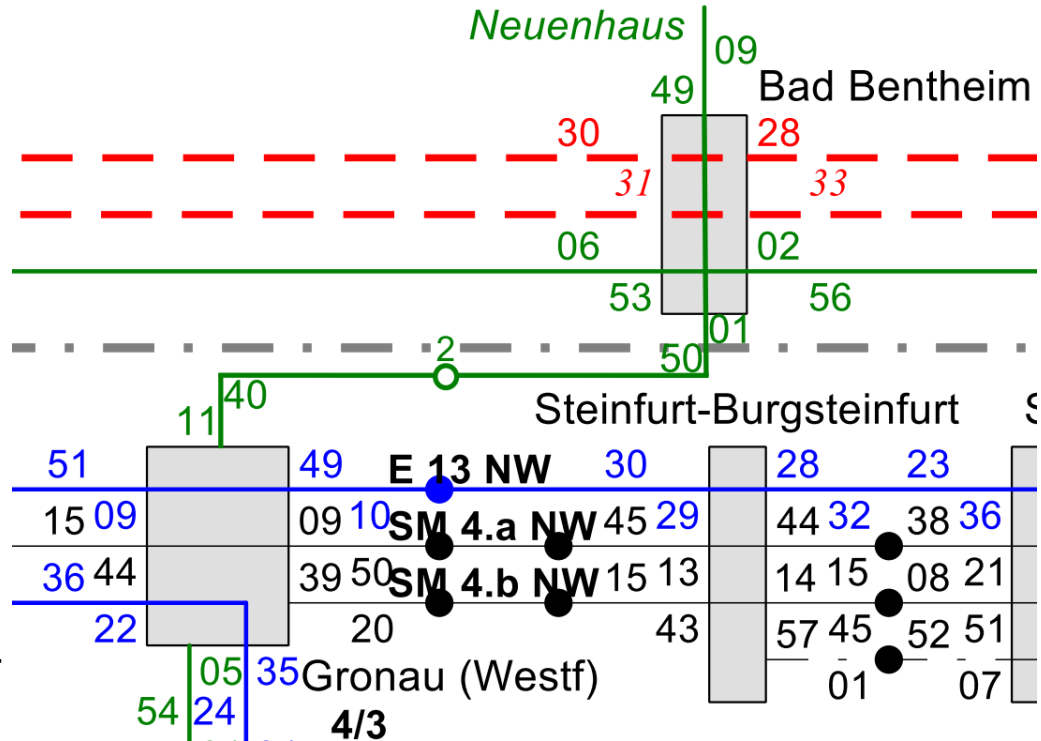 Neuenhaus
09
49 Bad Bentheim
30 28
31 33
06 02
53 56
01
2 50
40
11 Steinfurt-Burgsteinfurt S
51 49 E 13 NW 30 28 23
15 09 09 10 SM 4.a NW 45 29 44 32 38 36
36 44 39 50 SM 4.b NW 15 13 14 15 08 21
22 20 43 57 45 52 51
05 35 Gronau (Westf) 01 07
54 24 4/3